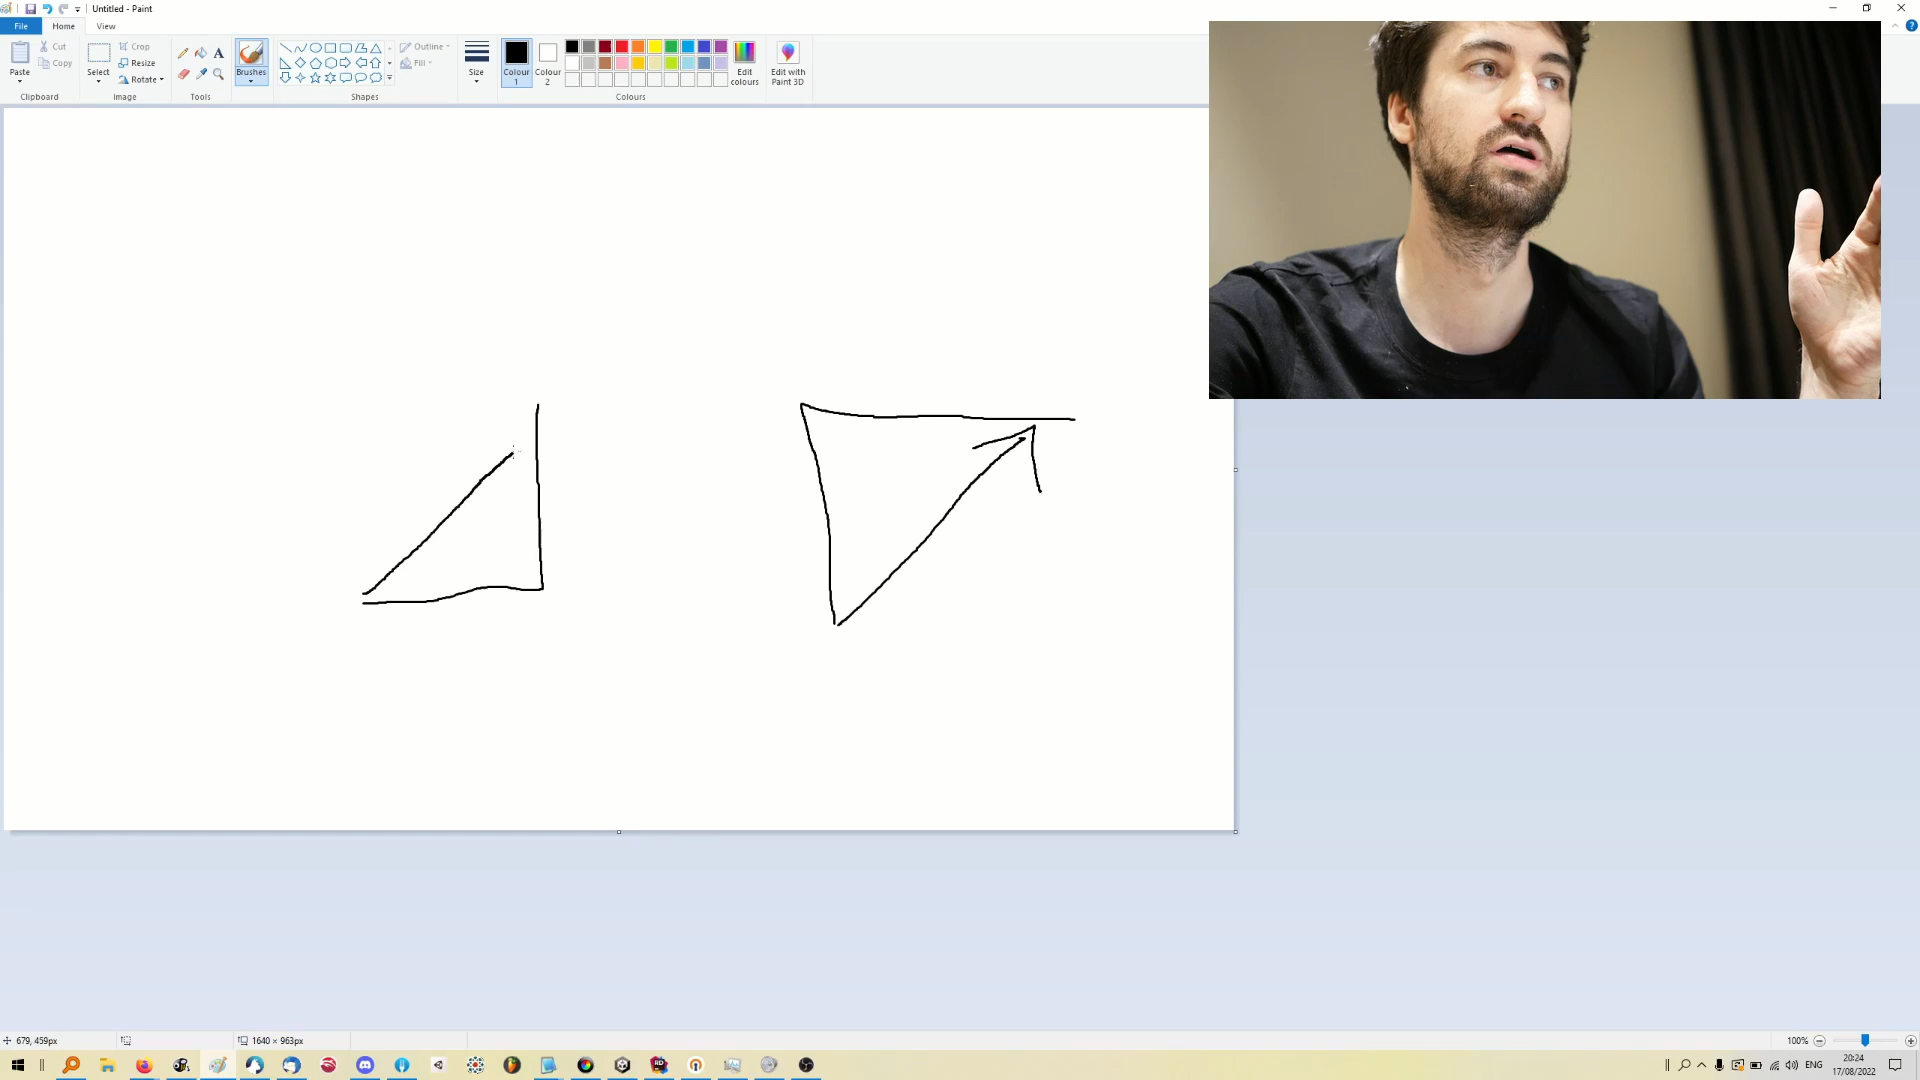 Untitled - Paint
File Home View
Paste
Cut
Copy
Clipboard
Select
Crop
Resize
Rotate
Image
A
Tools
Brushes
Outline
Fill
Shapes
Size
Colour 1
Colour 2
Edit colours
Edit with Paint 3D
Colours
679, 459px
1640 × 963px
100%
ENG
20:24
17/08/2022